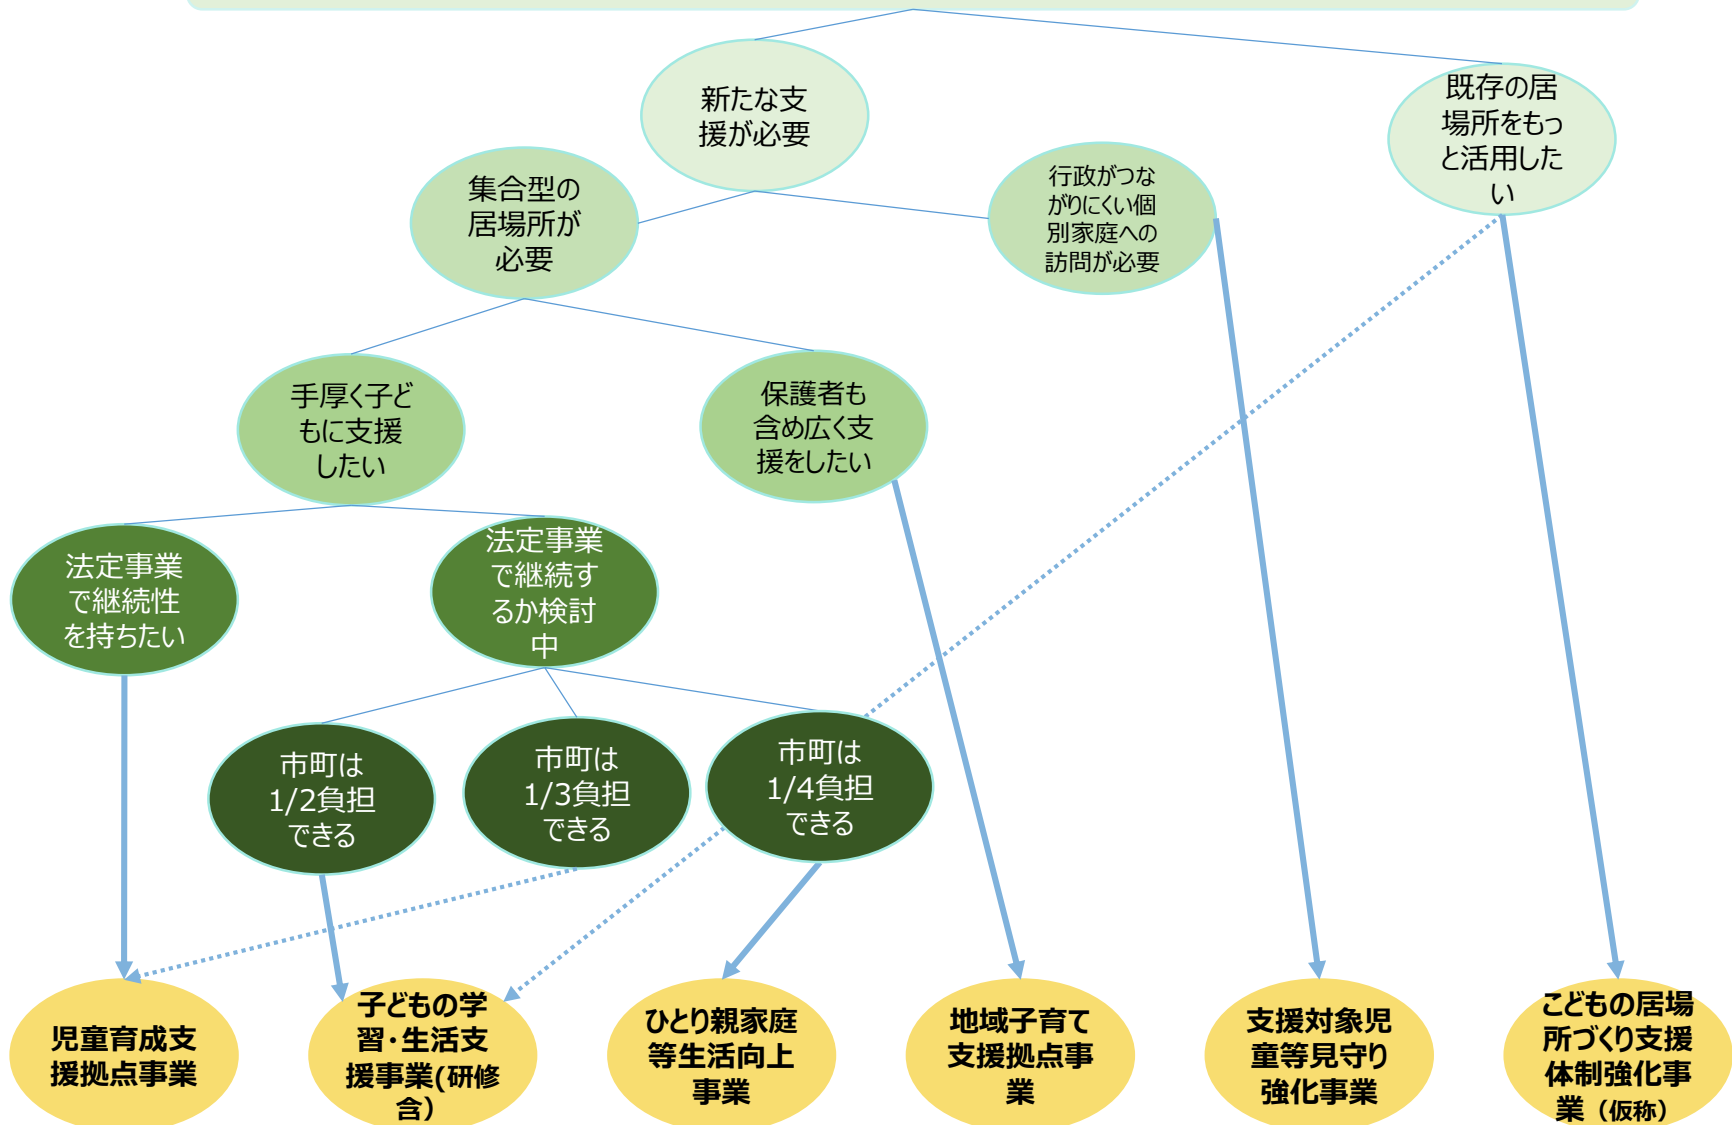 新たな支
援が必要
既存の居
場所をもっ
と活用した
い
集合型の
居場所が
必要
行政がつな
がりにくい個
別家庭への
訪問が必要
手厚く子ど
もに支援
したい
保護者も
含め広く支
援をしたい
法定事業
で継続性
を持ちたい
法定事業
で継続す
るか検討
中
市町は
1/2負担
できる
市町は
1/3負担
できる
市町は
1/4負担
できる
児童育成支
援拠点事業
子どもの学
習・生活支
援事業(研修
含）
ひとり親家庭
等生活向上
事業
地域子育て
支援拠点事
業
支援対象児
童等見守り
強化事業
こどもの居場
所づくり支援
体制強化事
業（仮称）